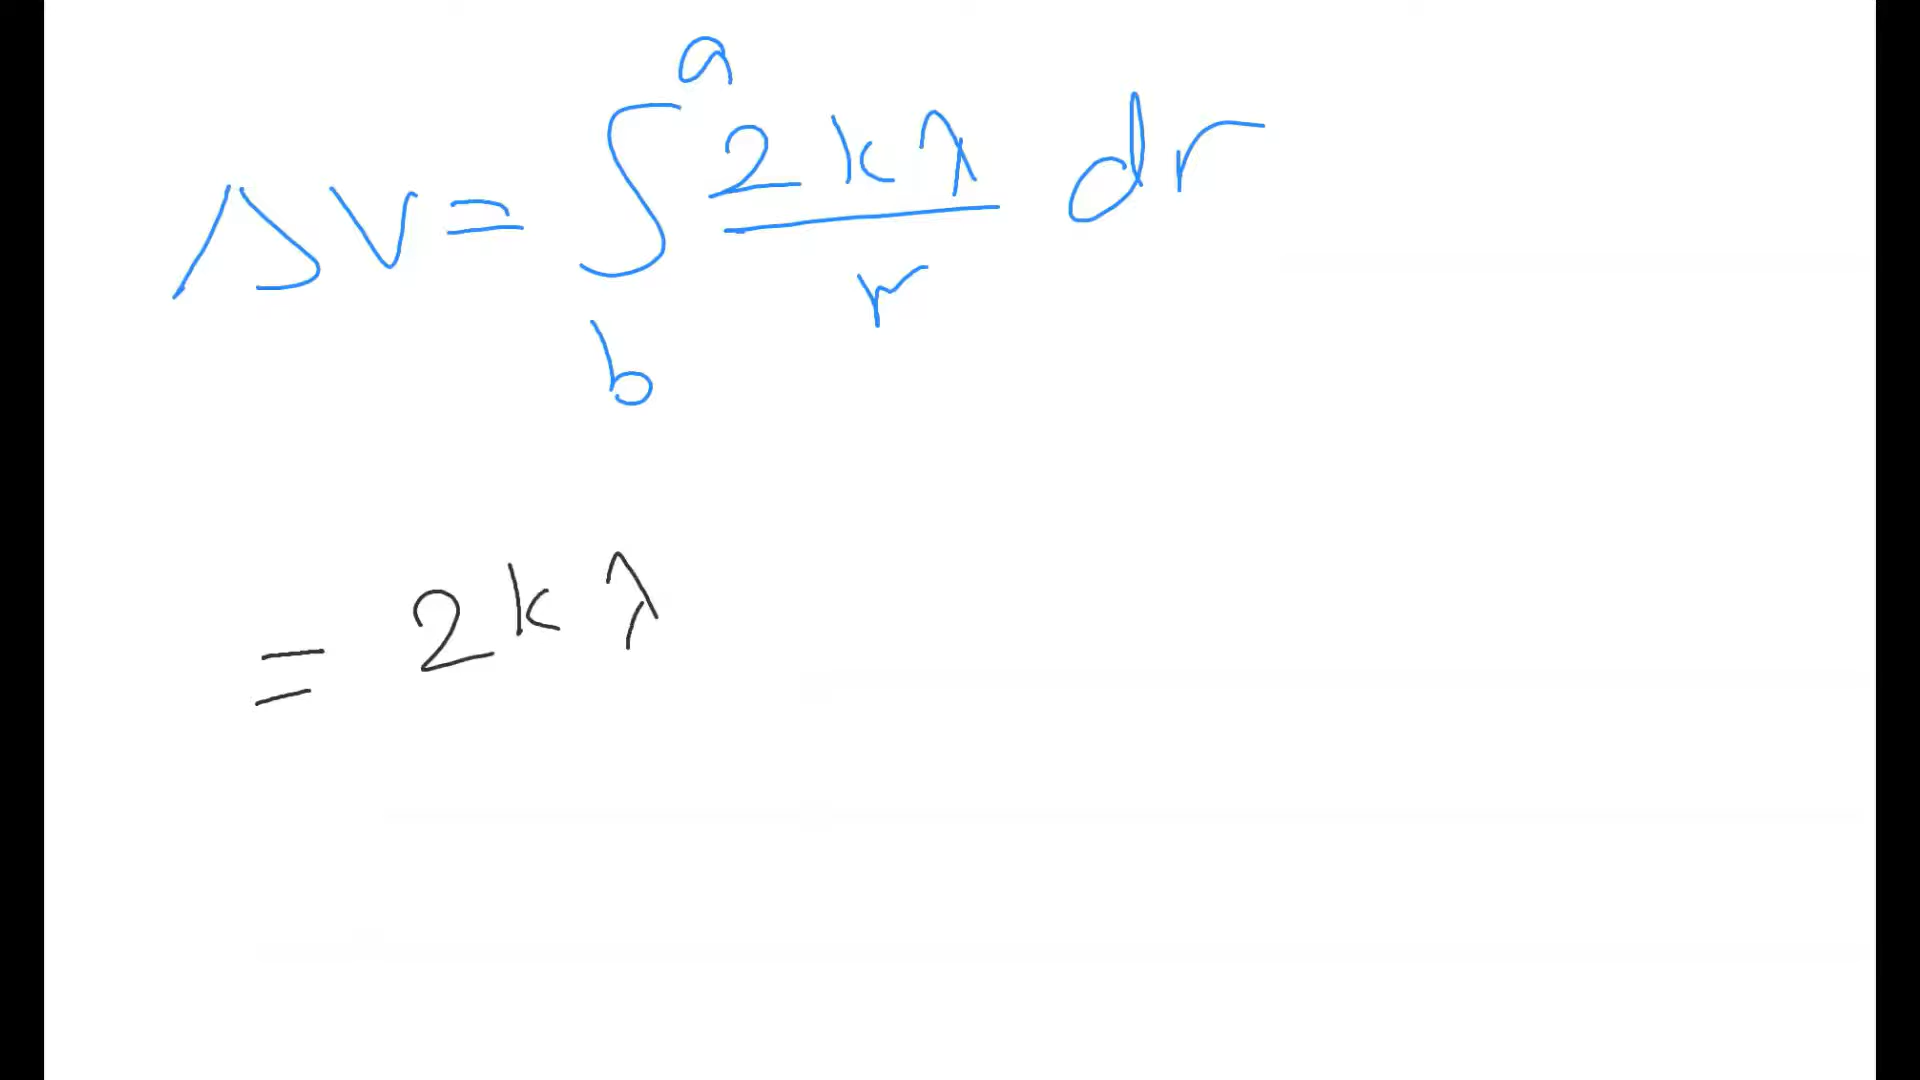 ΔV = ∫_b^a 2kλ/r dr
= 2kλ